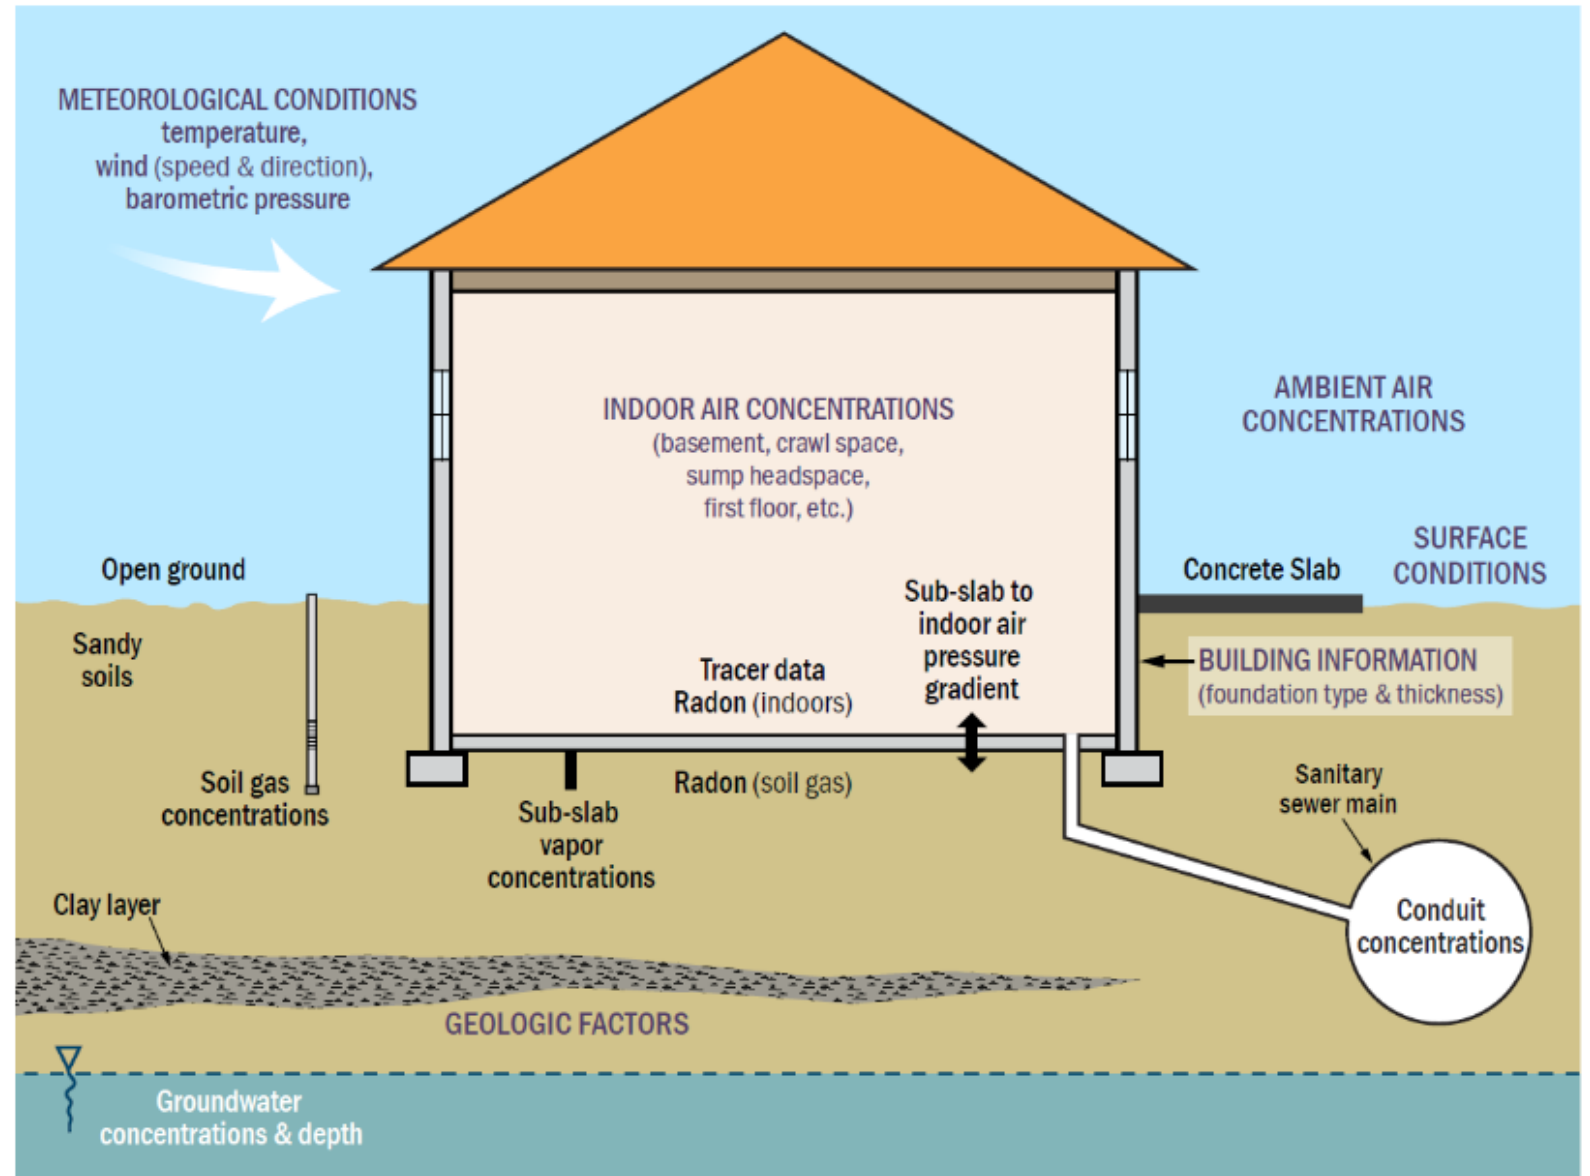 METEOROLOGICAL CONDITIONS
temperature,
wind (speed & direction),
barometric pressure
INDOOR AIR CONCENTRATIONS
(basement, crawl space,
sump headspace,
first floor, etc.)
AMBIENT AIR
CONCENTRATIONS
SURFACE
CONDITIONS
Open ground
Concrete Slab
Sandy
soils
Sub-slab to
indoor air
pressure
gradient
Tracer data
Radon (indoors)
BUILDING INFORMATION
(foundation type & thickness)
Soil gas
concentrations
Radon (soil gas)
Sub-slab
vapor
concentrations
Sanitary
sewer main
Clay layer
Conduit
concentrations
GEOLOGIC FACTORS
Groundwater
concentrations & depth